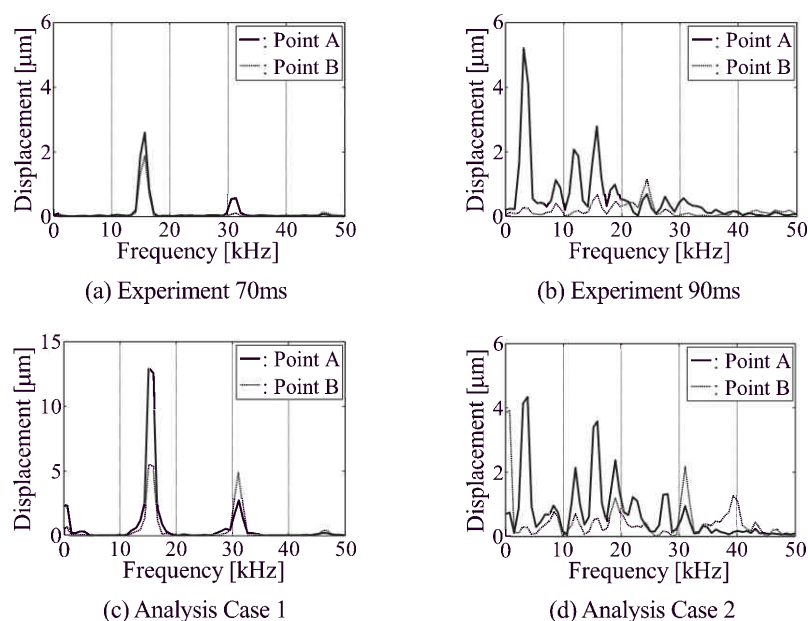 6
4
2
0
Displacement [μm]
: Point A
: Point B
0 10 20 30 40 50
Frequency [kHz]
(a) Experiment 70ms
6
4
2
0
Displacement [μm]
: Point A
: Point B
0 10 20 30 40 50
Frequency [kHz]
(b) Experiment 90ms
15
10
5
0
Displacement [μm]
: Point A
: Point B
0 10 20 30 40 50
Frequency [kHz]
(c) Analysis Case 1
6
4
2
0
Displacement [μm]
: Point A
: Point B
0 10 20 30 40 50
Frequency [kHz]
(d) Analysis Case 2